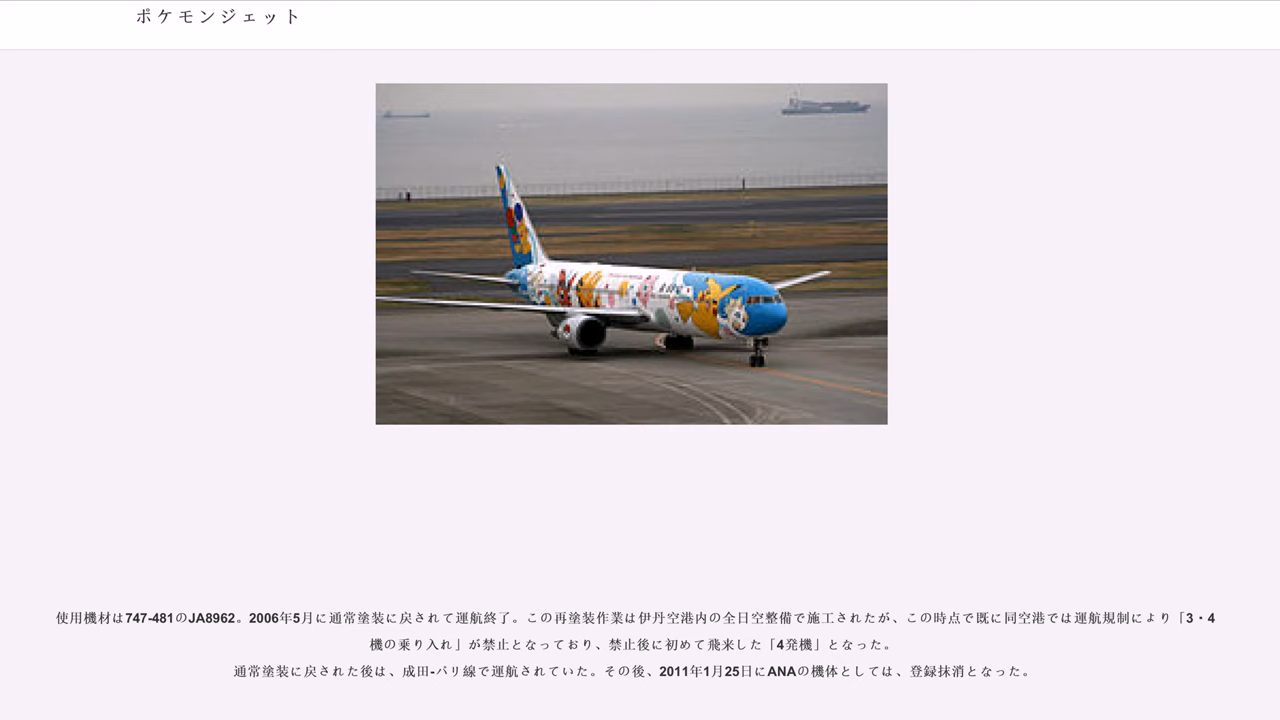 ポケモンジェット
使用機材は747-481のJA8962。2006年5月に通常塗装に戻されて運航終了。この再塗装作業は伊丹空港内の全日空整備で施工されたが、この時点で既に同空港では運航規制により「3・4
機の乗り入れ」が禁止となっており、禁止後に初めて飛来した「4発機」となった。
通常塗装に戻された後は、成田-パリ線で運航されていた。その後、2011年1月25日にANAの機体としては、登録抹消となった。